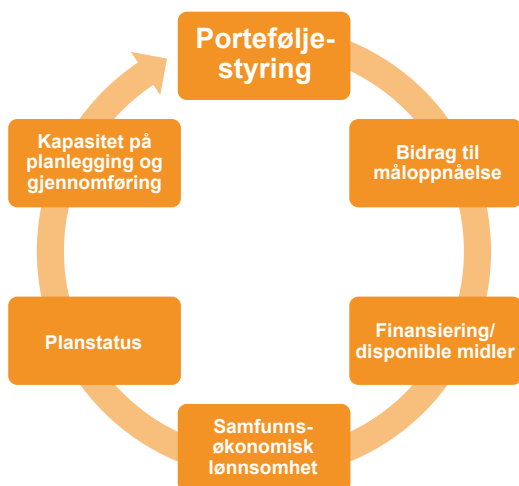 Portefølje-
styring
Bidrag til
måloppnåelse
Finansiering/
disponible midler
Samfunns-
økonomisk
lønnsomhet
Planstatus
Kapasitet på
planlegging og
gjennomføring